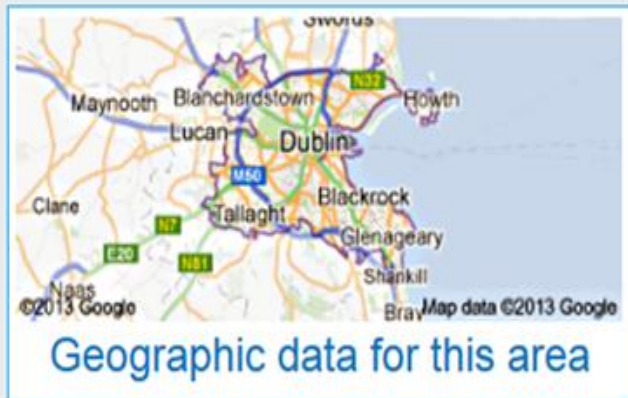 Swords
N32
Blanchardstown
Howth
Maynooth
Lucan
Dublin
M50
Blackrock
Clane
Tallaght
N7
Glenageary
E20
N81
Shankill
Naas
©2013 Google
Bray
Map data ©2013 Google
Geographic data for this area